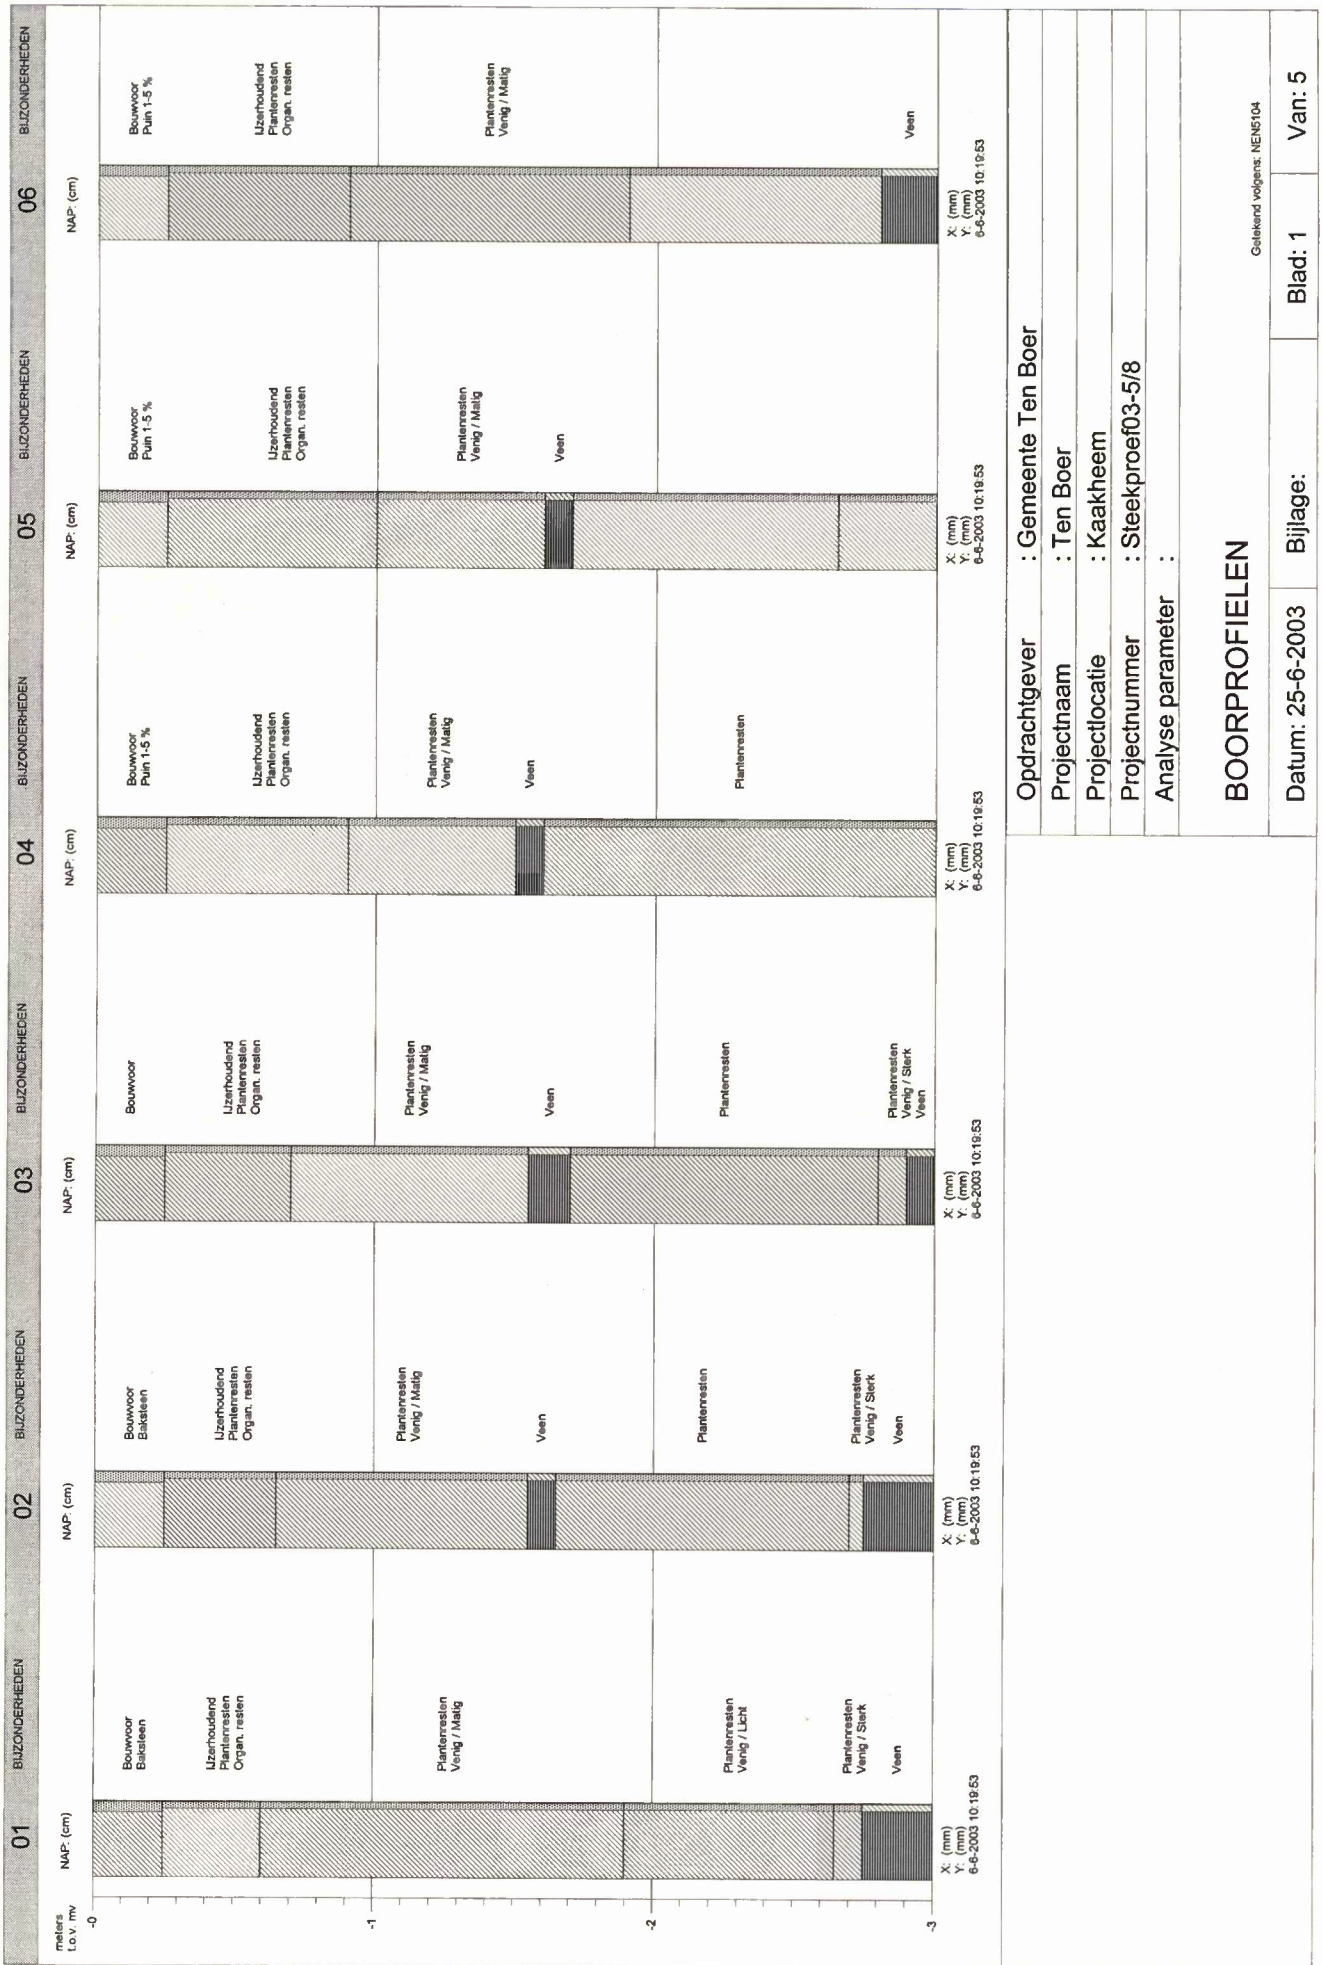 01 BIJZONDERHEDEN 02 BIJZONDERHEDEN 03 BIJZONDERHEDEN 04 BIJZONDERHEDEN 05 BIJZONDERHEDEN 06 BIJZONDERHEDEN
meters
t.o.v. mv
-0
-1
-2
-3
NAP: (cm)
Bouwvoor
Baksteen
IJzerhoudend
Plantenresten
Organ. resten
Plantenresten
Venig / Matig
Plantenresten
Venig / Licht
Plantenresten
Venig / Sterk
Veen
X: (mm)
Y: (mm)
6-6-2003 10:19:53
NAP: (cm)
Bouwvoor
Baksteen
IJzerhoudend
Plantenresten
Organ. resten
Plantenresten
Venig / Matig
Veen
Plantenresten
Plantenresten
Venig / Sterk
Veen
X: (mm)
Y: (mm)
6-6-2003 10:19:53
NAP: (cm)
Bouwvoor
IJzerhoudend
Plantenresten
Organ. resten
Plantenresten
Venig / Matig
Veen
Plantenresten
Plantenresten
Venig / Sterk
Veen
X: (mm)
Y: (mm)
6-6-2003 10:19:53
NAP: (cm)
Bouwvoor
Puin 1-5 %
IJzerhoudend
Plantenresten
Organ. resten
Plantenresten
Venig / Matig
Veen
Plantenresten
X: (mm)
Y: (mm)
6-6-2003 10:19:53
NAP: (cm)
Bouwvoor
Puin 1-5 %
IJzerhoudend
Plantenresten
Organ. resten
Plantenresten
Venig / Matig
Veen
X: (mm)
Y: (mm)
6-6-2003 10:19:53
NAP: (cm)
Bouwvoor
Puin 1-5 %
IJzerhoudend
Plantenresten
Organ. resten
Plantenresten
Venig / Matig
Veen
X: (mm)
Y: (mm)
6-6-2003 10:19:53
Opdrachtgever : Gemeente Ten Boer
Projectnaam : Ten Boer
Projectlocatie : Kaakheem
Projectnummer : Steekproef03-5/8
Analyse parameter :
BOORPROFIELEN
Getekend volgens: NEN5104
Datum: 25-6-2003 Bijlage: Blad: 1 Van: 5